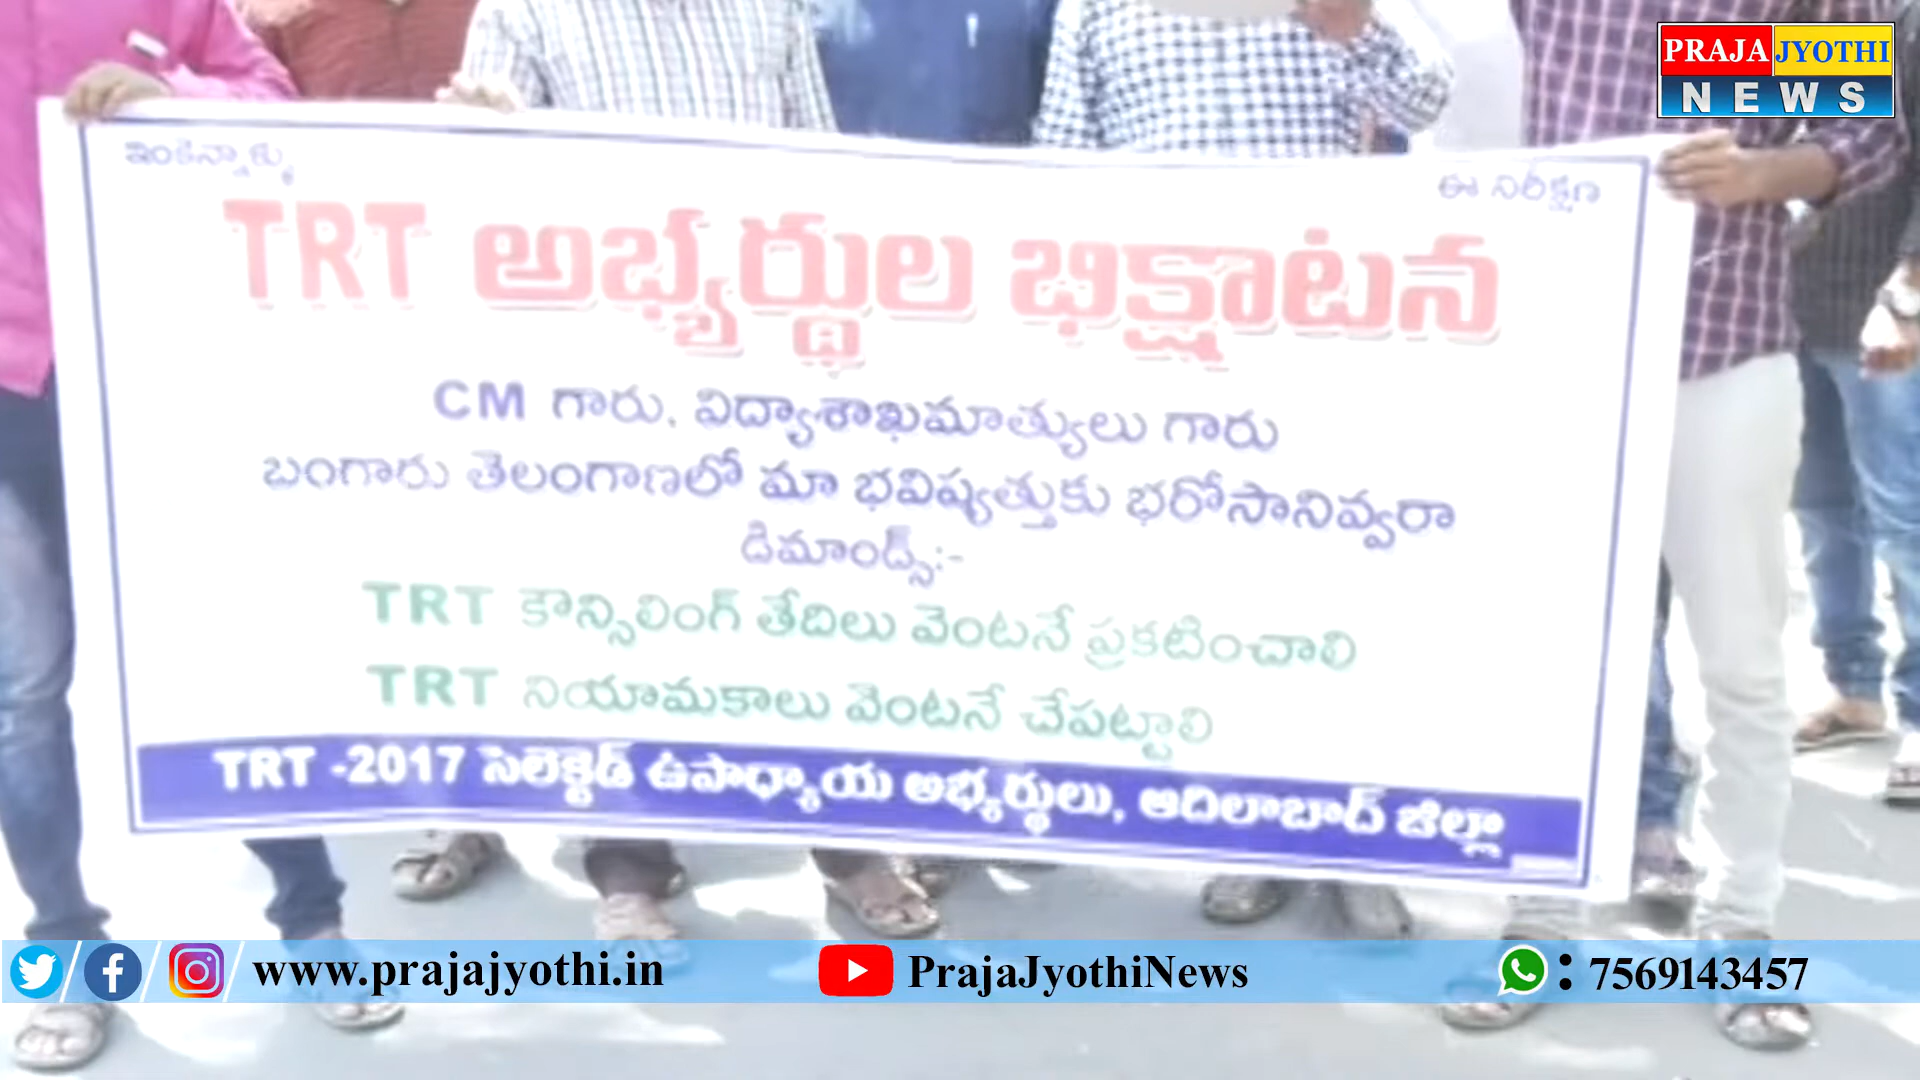 PRAJA JYOTHI
NEWS
ఇంకెన్నాళ్ళు
ఈ నిరీక్షణ
TRT అభ్యర్థుల భిక్షాటన
CM గారు, విద్యాశాఖమాత్యులు గారు
బంగారు తెలంగాణలో మా భవిష్యత్తుకు భరోసానివ్వరా
డిమాండ్స్:-
TRT కౌన్సిలింగ్ తేదిలు వెంటనే ప్రకటించాలి
TRT నియామకాలు వెంటనే చేపట్టాలి
TRT -2017 సెలెక్టెడ్ ఉపాధ్యాయ అభ్యర్థులు, ఆదిలాబాద్ జిల్లా
www.prajajyothi.in
PrajaJyothiNews
: 7569143457